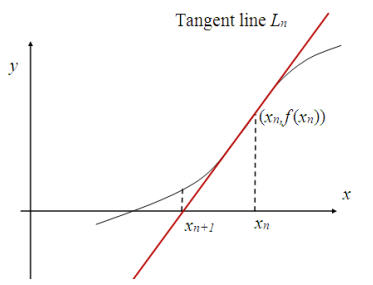 Tangent line Ln
y
(xn,f(xn))
x
xn+1
xn